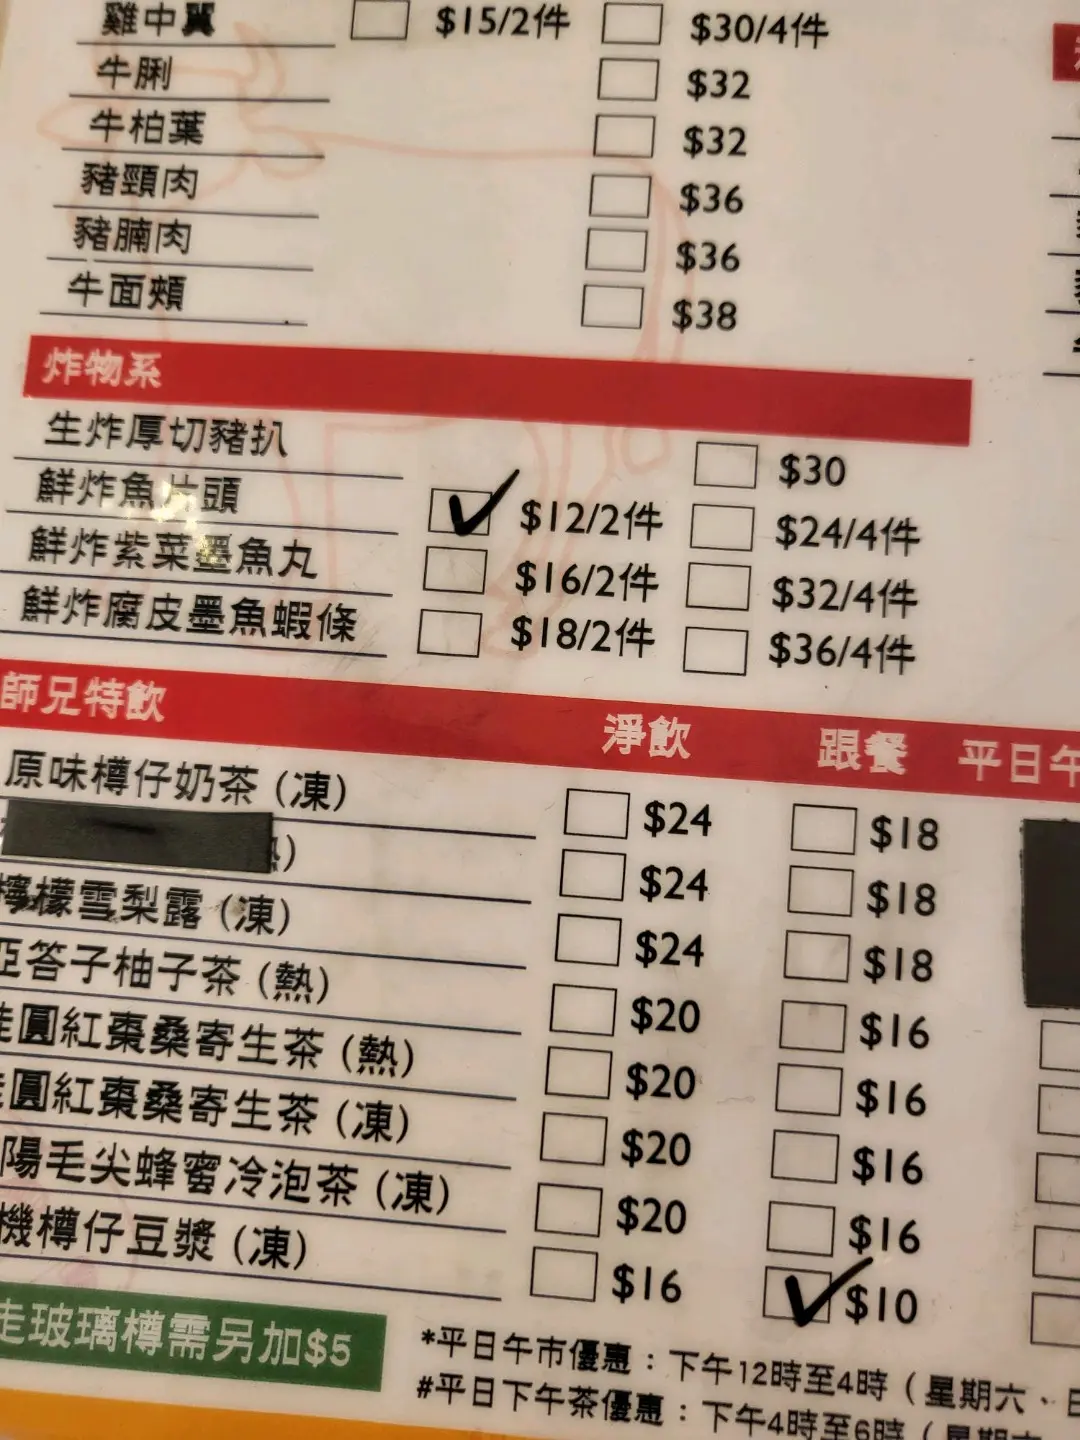 雞中翼 $15/2件 $30/4件
牛脷 $32
牛柏葉 $32
豬頸肉 $36
豬腩肉 $36
牛面頰 $38
炸物系
生炸厚切豬扒 $30
鮮炸魚片頭 $12/2件 $24/4件
鮮炸紫菜墨魚丸 $16/2件 $32/4件
鮮炸腐皮墨魚蝦條 $18/2件 $36/4件
師兄特飲 淨飲 跟餐 平日午
原味樽仔奶茶 (凍) $24 $18
) $24 $18
檸檬雪梨露 (凍) $24 $18
答子柚子茶 (熱) $20 $16
圓紅棗桑寄生茶 (熱) $20 $16
圓紅棗桑寄生茶 (凍) $20 $16
陽毛尖蜂蜜冷泡茶 (凍) $20 $16
機樽仔豆漿 (凍) $16 $10
走玻璃樽需另加$5
*平日午市優惠：下午12時至4時（星期六、日
#平日下午茶優惠：下午4時至6時（星期六